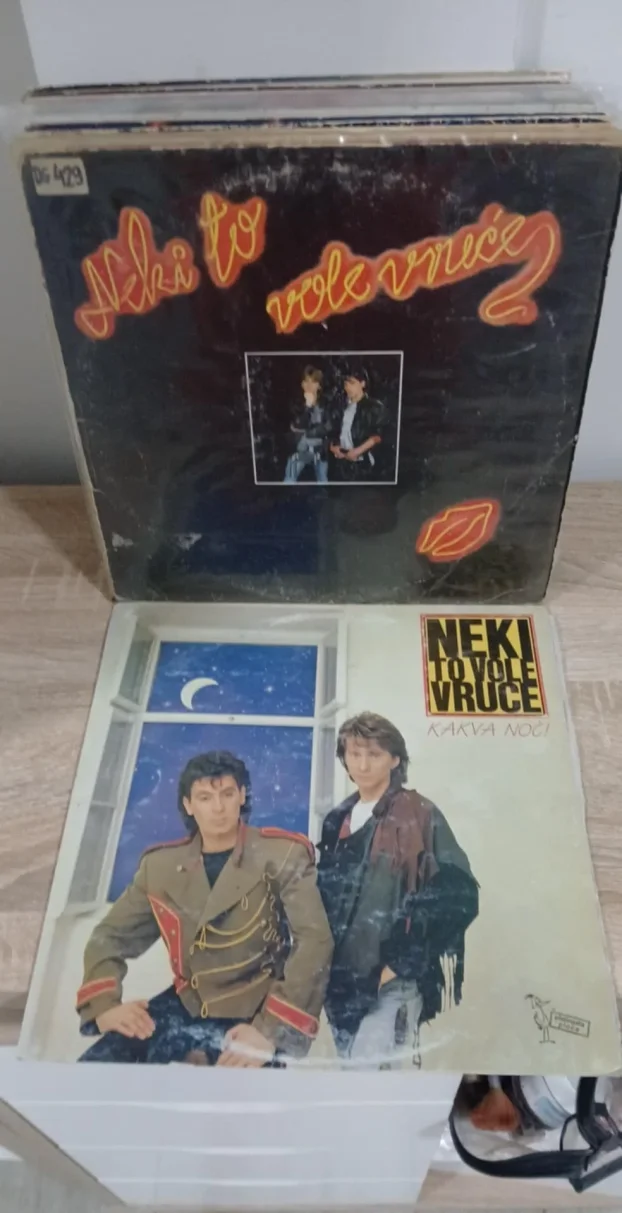 DG 429
Neki to
vole vruće
NEKI
TO VOLE
VRUĆE
KAKVA NOĆ!